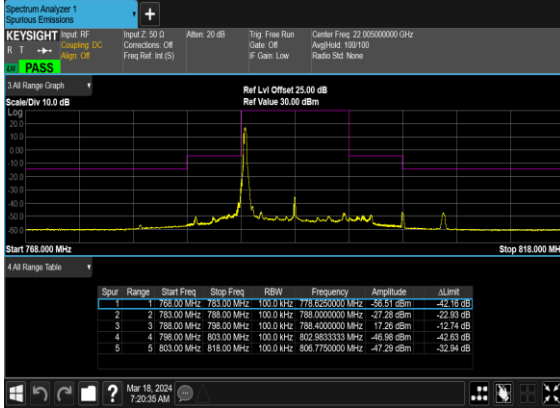 Spectrum Analyzer 1
Spurious Emissions
+
KEYSIGHT Input: RF Input Z: 50 Ω Atten: 20 dB Trig: Free Run Center Freq: 22.005000000 GHz
R T Coupling: DC Corrections: Off Gate: Off Avg|Hold: 100/100
Align: Off Freq Ref: Int (S) IF Gain: Low Radio Std: None
PASS
3 All Range Graph
Ref Lvl Offset 25.00 dB
Scale/Div 10.0 dB Ref Value 30.00 dBm
Log
20.0
10.0
0.00
-10.0
-20.0
-30.0
-40.0
-50.0
-60.0
Start 768.000 MHz Stop 818.000 MH
4 All Range Table
Spur Range Start Freq Stop Freq RBW Frequency Amplitude ΔLimit
1 1 768.00 MHz 783.00 MHz 100.0 kHz 778.6250000 MHz -56.51 dBm -42.16 dB
2 2 783.00 MHz 788.00 MHz 100.0 kHz 788.0000000 MHz -27.28 dBm -22.93 dB
3 3 788.00 MHz 798.00 MHz 100.0 kHz 788.4000000 MHz 17.26 dBm -12.74 dB
4 4 798.00 MHz 803.00 MHz 100.0 kHz 802.9833333 MHz -46.98 dBm -42.63 dB
5 5 803.00 MHz 818.00 MHz 100.0 kHz 806.7750000 MHz -47.29 dBm -32.94 dB
?
Mar 18, 2024
7:20:35 AM